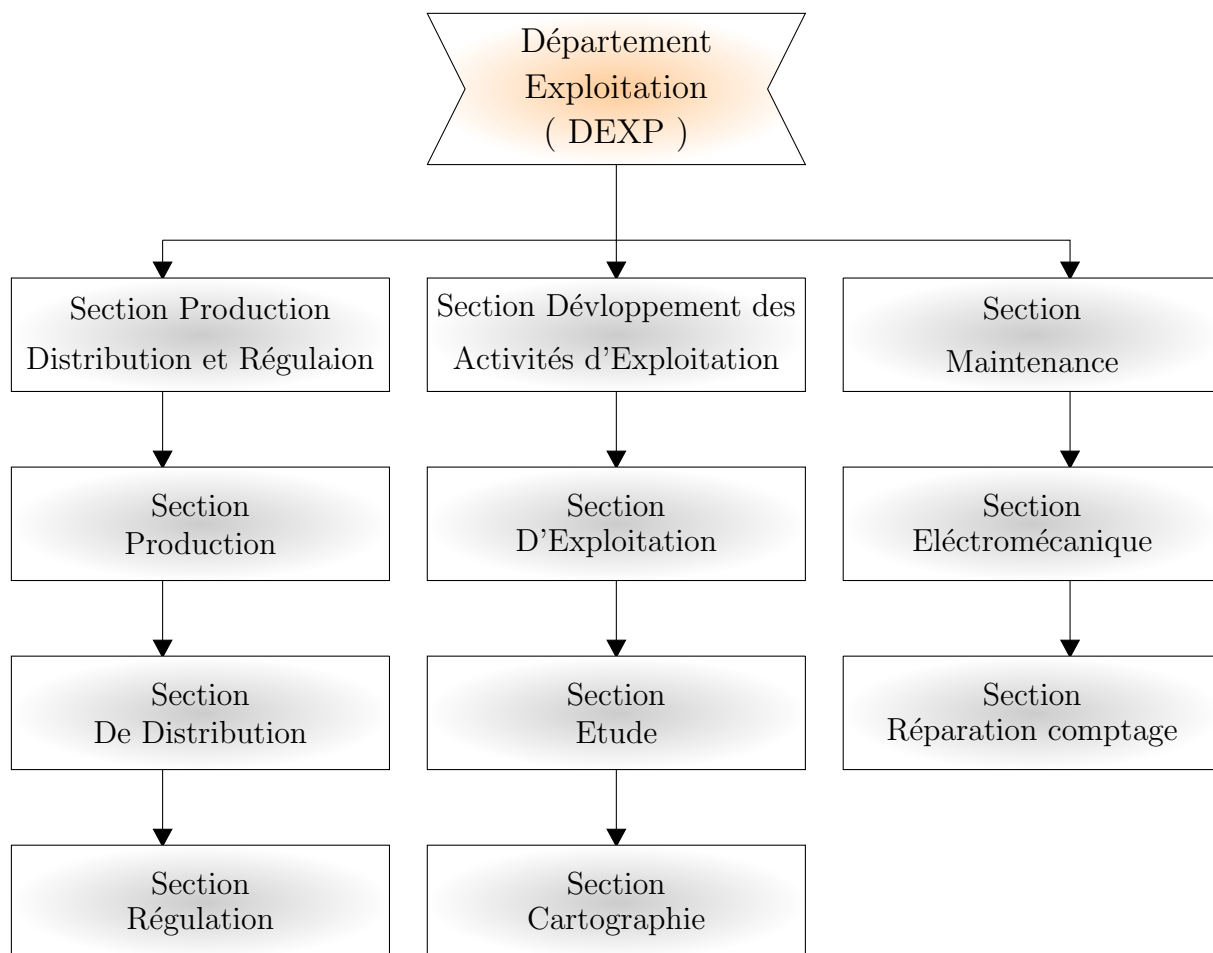 Département
Exploitation
( DEXP )
Section Production
Distribution et Régulaion
Section Dévloppement des
Activités d'Exploitation
Section
Maintenance
Section
Production
Section
D'Exploitation
Section
Eléctromécanique
Section
De Distribution
Section
Etude
Section
Réparation comptage
Section
Régulation
Section
Cartographie